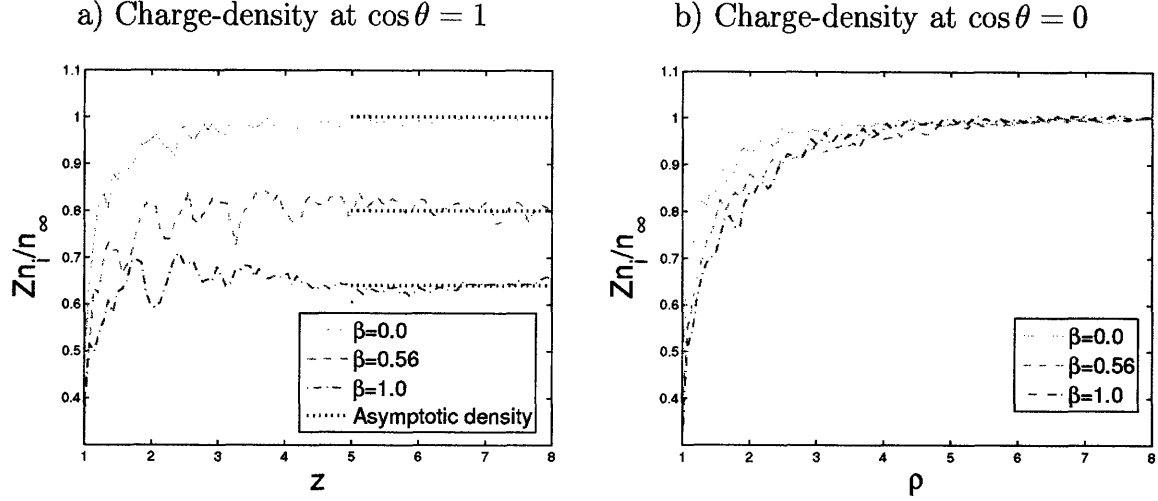 a) Charge-density at cos θ = 1
b) Charge-density at cos θ = 0
1.1
1
0.9
0.8
0.7
0.6
0.5
0.4
Zn_i/n_∞
1 2 3 4 5 6 7 8
z
β=0.0
β=0.56
β=1.0
Asymptotic density
1.1
1
0.9
0.8
0.7
0.6
0.5
0.4
Zn_i/n_∞
1 2 3 4 5 6 7 8
ρ
β=0.0
β=0.56
β=1.0